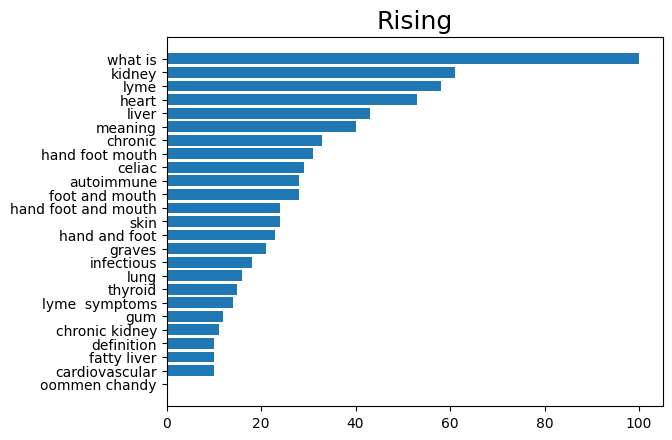 Rising
what is
kidney
lyme
heart
liver
meaning
chronic
hand foot mouth
celiac
autoimmune
foot and mouth
hand foot and mouth
skin
hand and foot
graves
infectious
lung
thyroid
lyme  symptoms
gum
chronic kidney
definition
fatty liver
cardiovascular
oommen chandy
0 20 40 60 80 100